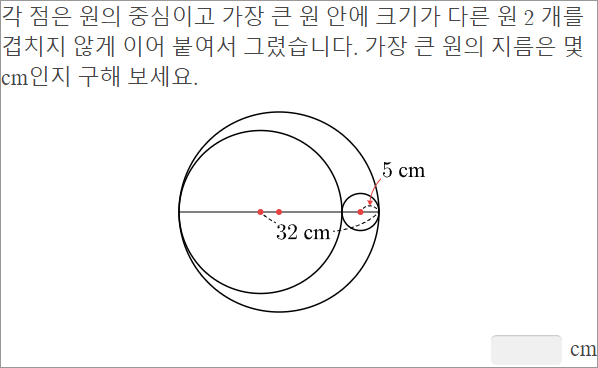 각 점은 원의 중심이고 가장 큰 원 안에 크기가 다른 원 2 개를
겹치지 않게 이어 붙여서 그렸습니다. 가장 큰 원의 지름은 몇
cm인지 구해 보세요.
5 cm
32 cm
cm